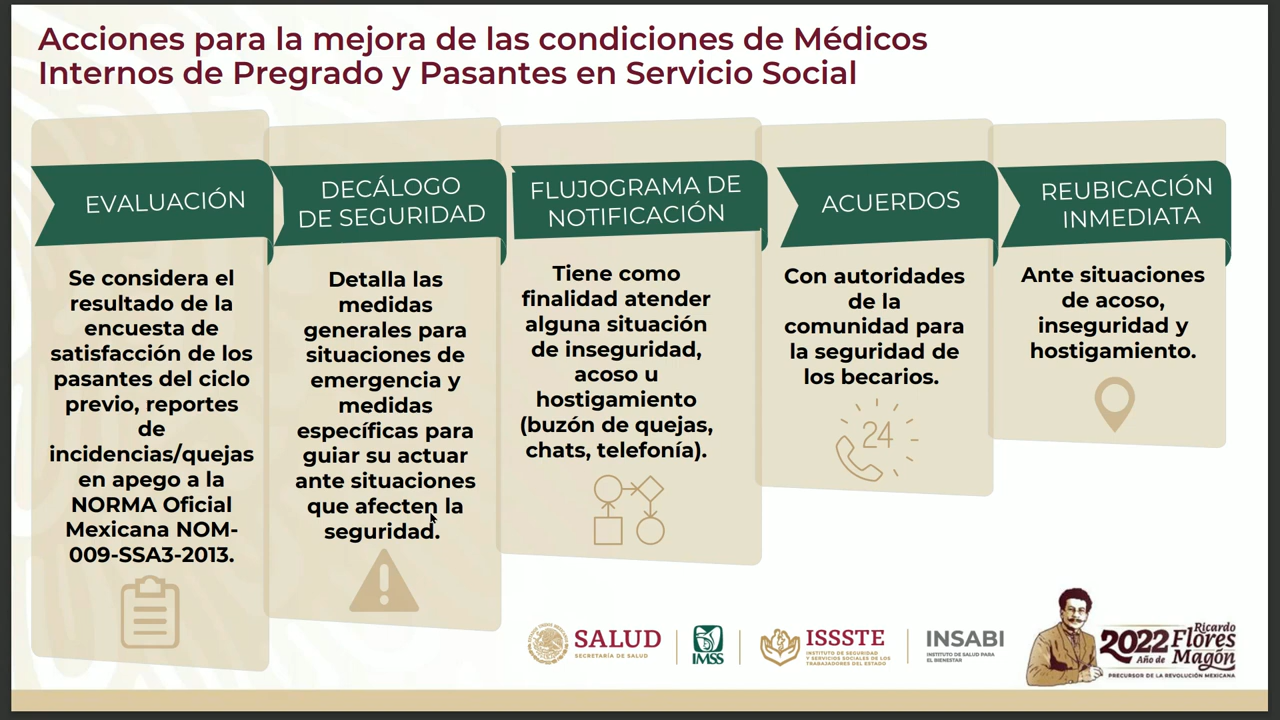 Acciones para la mejora de las condiciones de Médicos
Internos de Pregrado y Pasantes en Servicio Social
EVALUACIÓN
Se considera el
resultado de la
encuesta de
satisfacción de los
pasantes del ciclo
previo, reportes
de
incidencias/quejas
en apego a la
NORMA Oficial
Mexicana NOM-
009-SSA3-2013.
DECÁLOGO
DE SEGURIDAD
Detalla las
medidas
generales para
situaciones de
emergencia y
medidas
específicas para
guiar su actuar
ante situaciones
que afecten la
seguridad.
FLUJOGRAMA DE
NOTIFICACIÓN
Tiene como
finalidad atender
alguna situación
de inseguridad,
acoso u
hostigamiento
(buzón de quejas,
chats, telefonía).
ACUERDOS
Con autoridades
de la
comunidad para
la seguridad de
los becarios.
24
REUBICACIÓN
INMEDIATA
Ante situaciones
de acoso,
inseguridad y
hostigamiento.
SALUD
SECRETARÍA DE SALUD
IMSS
ISSSTE
INSTITUTO DE SEGURIDAD
Y SERVICIOS SOCIALES DE LOS
TRABAJADORES DEL ESTADO
INSABI
INSTITUTO DE SALUD PARA
EL BIENESTAR
2022 Ricardo
Año de Flores
Magón
PRECURSOR DE LA REVOLUCIÓN MEXICANA